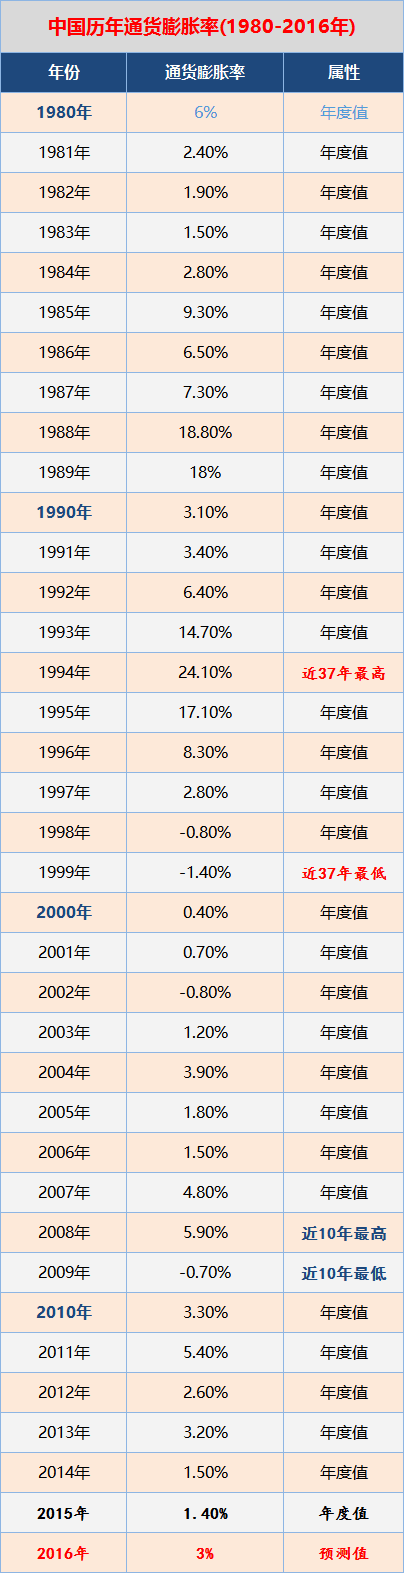 中国历年通货膨胀率(1980-2016年)
年份 通货膨胀率 属性
1980年 6% 年度值
1981年 2.40% 年度值
1982年 1.90% 年度值
1983年 1.50% 年度值
1984年 2.80% 年度值
1985年 9.30% 年度值
1986年 6.50% 年度值
1987年 7.30% 年度值
1988年 18.80% 年度值
1989年 18% 年度值
1990年 3.10% 年度值
1991年 3.40% 年度值
1992年 6.40% 年度值
1993年 14.70% 年度值
1994年 24.10% 近37年最高
1995年 17.10% 年度值
1996年 8.30% 年度值
1997年 2.80% 年度值
1998年 -0.80% 年度值
1999年 -1.40% 近37年最低
2000年 0.40% 年度值
2001年 0.70% 年度值
2002年 -0.80% 年度值
2003年 1.20% 年度值
2004年 3.90% 年度值
2005年 1.80% 年度值
2006年 1.50% 年度值
2007年 4.80% 年度值
2008年 5.90% 近10年最高
2009年 -0.70% 近10年最低
2010年 3.30% 年度值
2011年 5.40% 年度值
2012年 2.60% 年度值
2013年 3.20% 年度值
2014年 1.50% 年度值
2015年 1.40% 年度值
2016年 3% 预测值